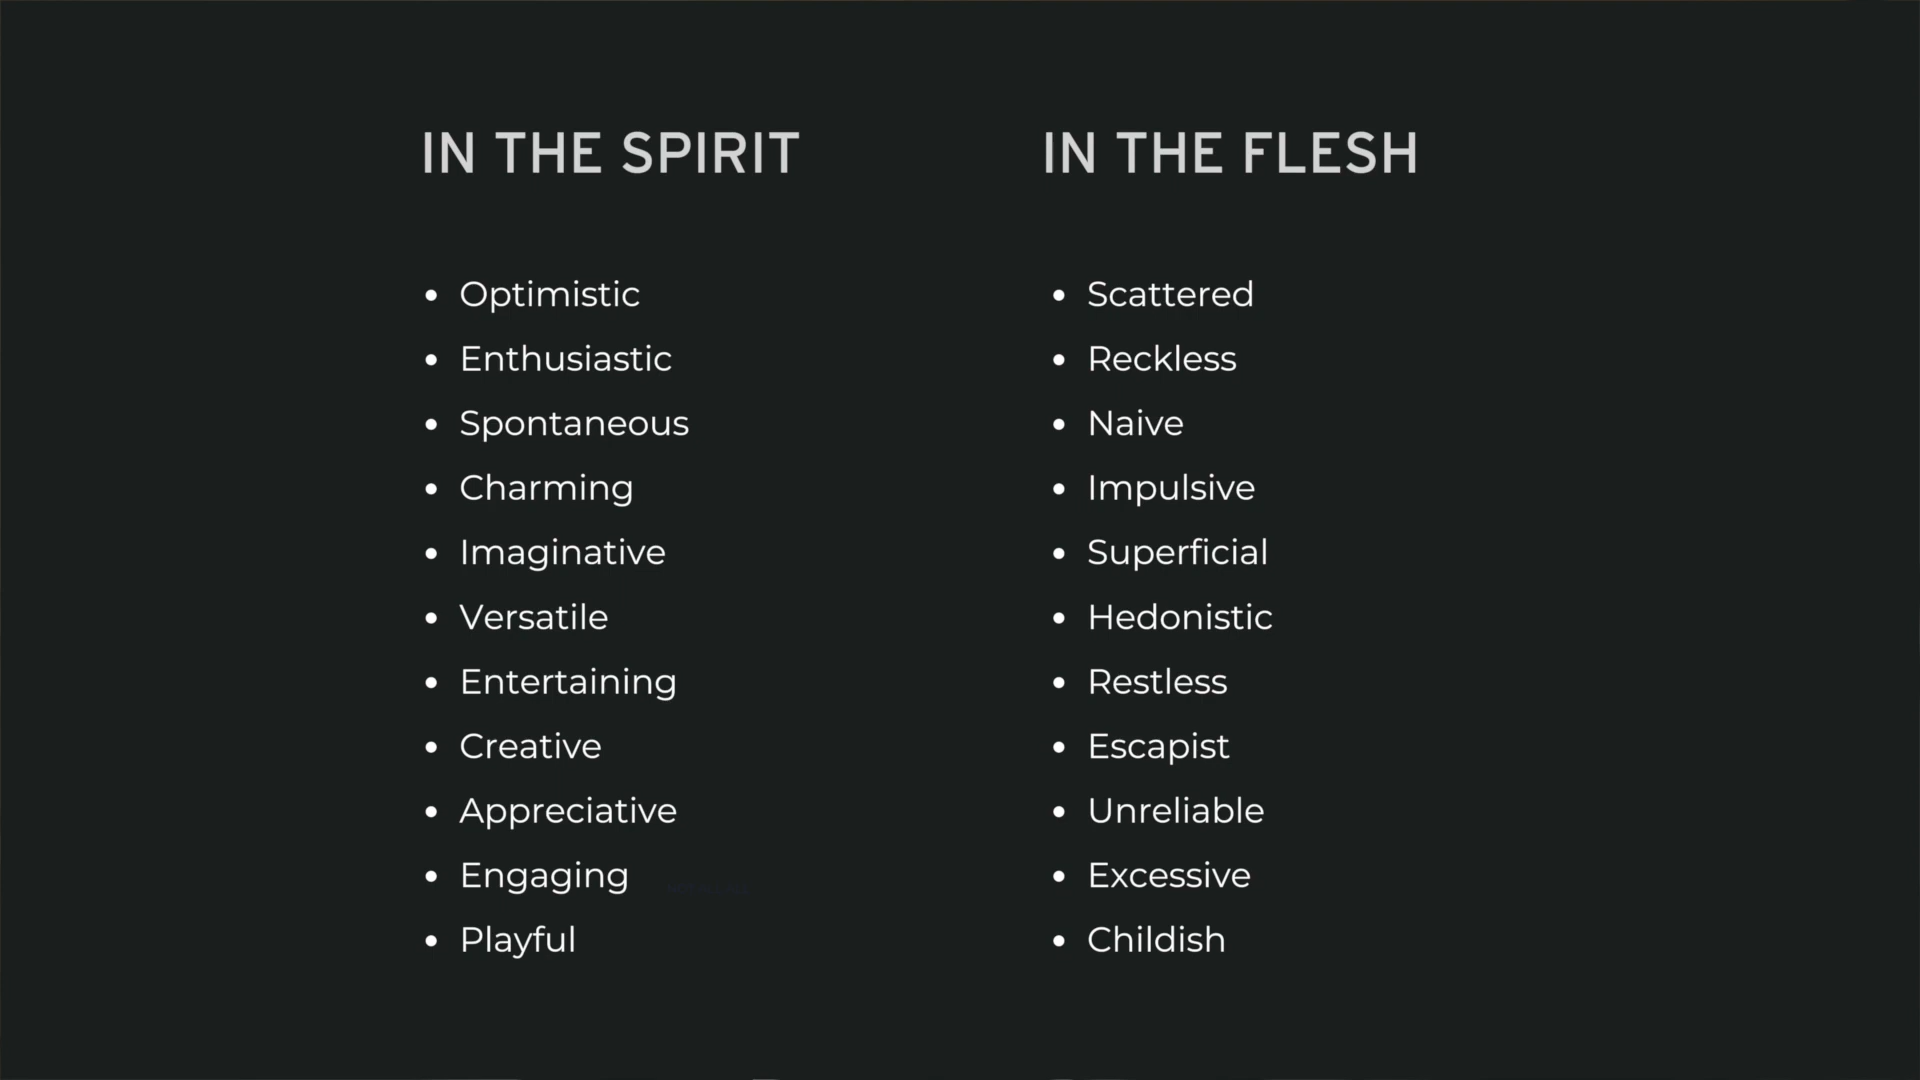 IN THE SPIRIT
• Optimistic
• Enthusiastic
• Spontaneous
• Charming
• Imaginative
• Versatile
• Entertaining
• Creative
• Appreciative
• Engaging
• Playful
IN THE FLESH
• Scattered
• Reckless
• Naive
• Impulsive
• Superficial
• Hedonistic
• Restless
• Escapist
• Unreliable
• Excessive
• Childish